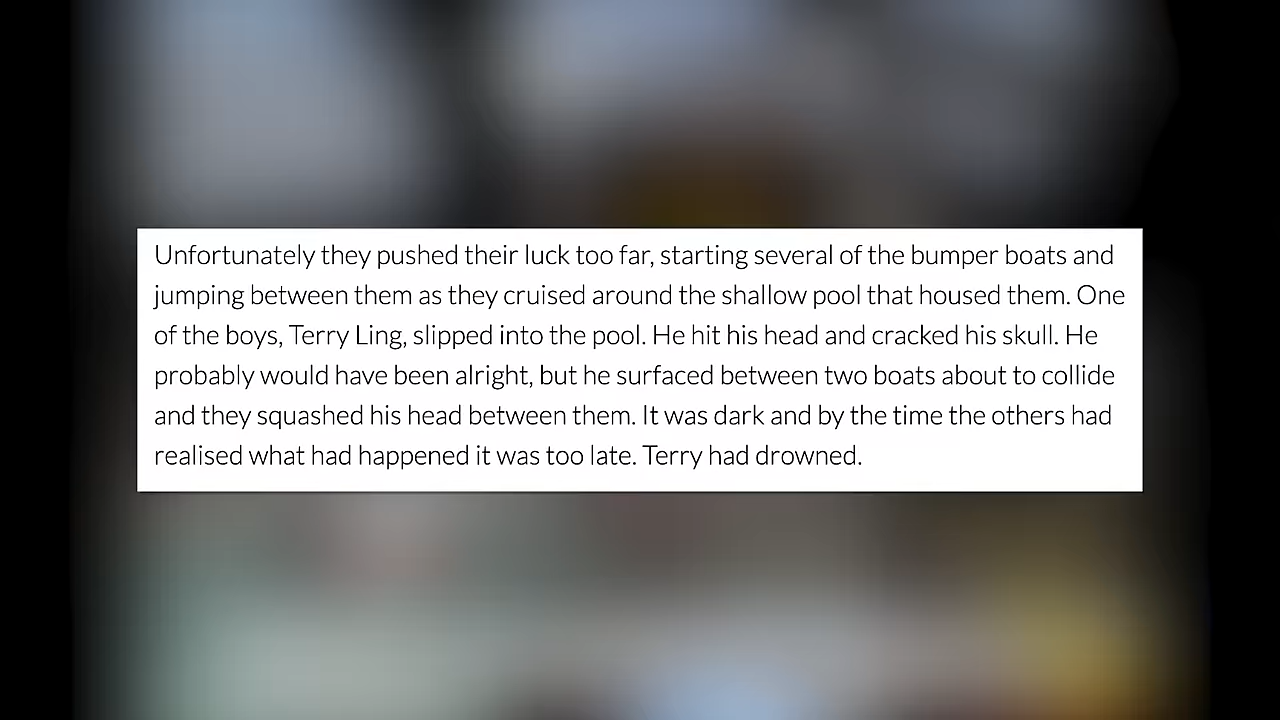 Unfortunately they pushed their luck too far, starting several of the bumper boats and
jumping between them as they cruised around the shallow pool that housed them. One
of the boys, Terry Ling, slipped into the pool. He hit his head and cracked his skull. He
probably would have been alright, but he surfaced between two boats about to collide
and they squashed his head between them. It was dark and by the time the others had
realised what had happened it was too late. Terry had drowned.